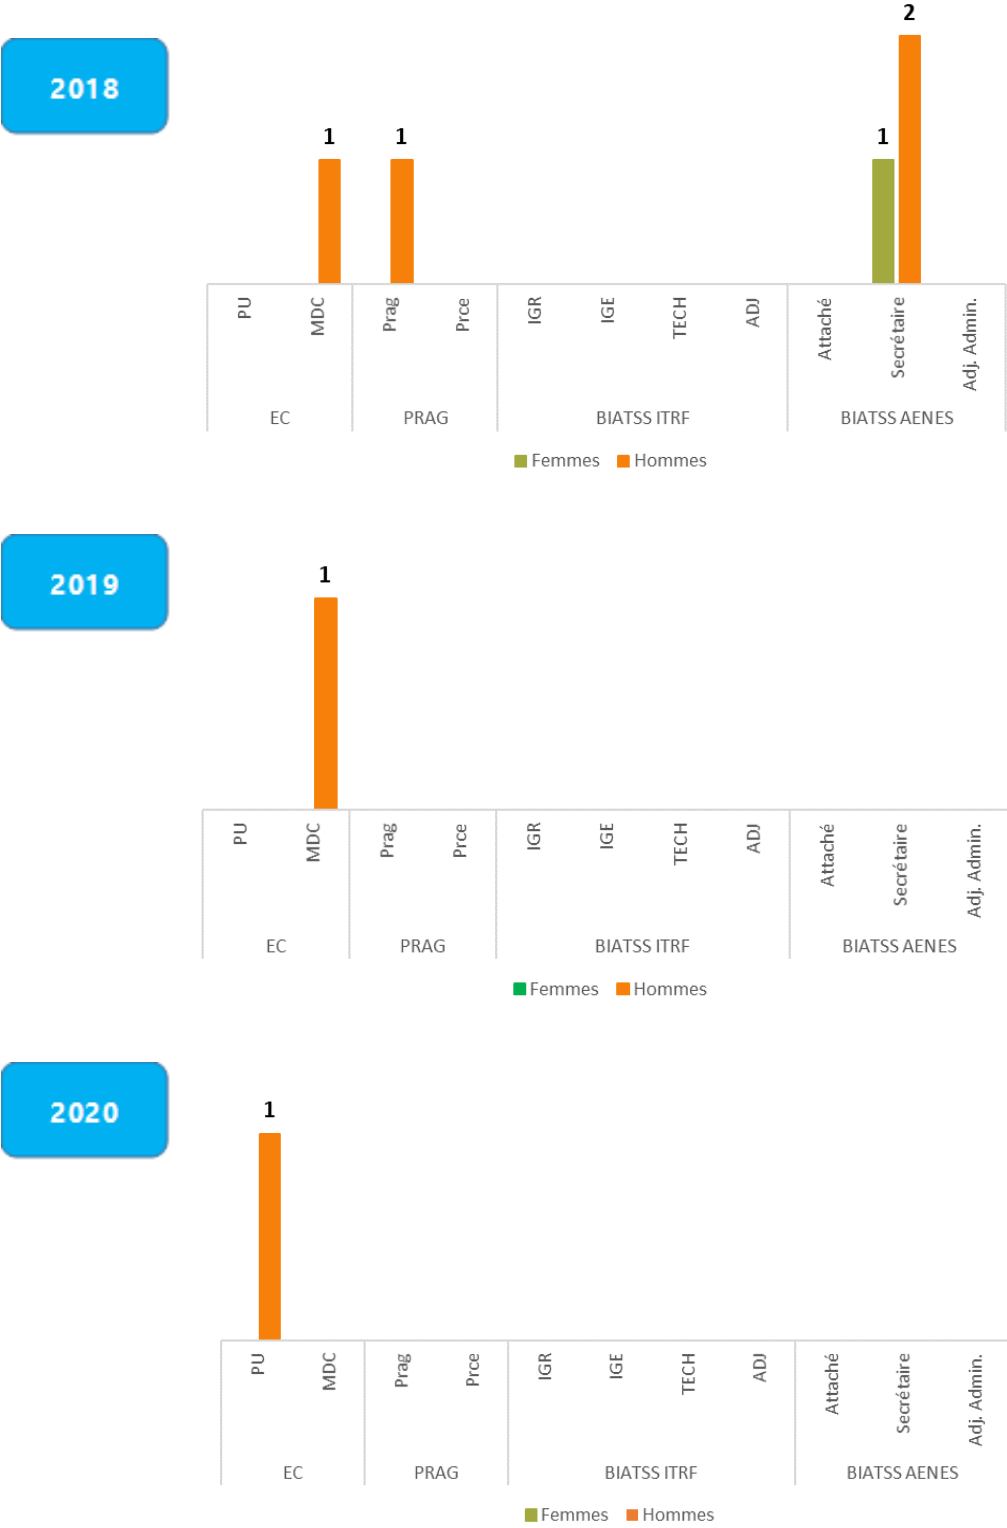 2018
2
1 1 1
PU MDC Prag Prce IGR IGE TECH ADJ Attaché Secrétaire Adj. Admin.
EC PRAG BIATSS ITRF BIATSS AENES
Femmes Hommes
2019
1
PU MDC Prag Prce IGR IGE TECH ADJ Attaché Secrétaire Adj. Admin.
EC PRAG BIATSS ITRF BIATSS AENES
Femmes Hommes
2020
1
PU MDC Prag Prce IGR IGE TECH ADJ Attaché Secrétaire Adj. Admin.
EC PRAG BIATSS ITRF BIATSS AENES
Femmes Hommes